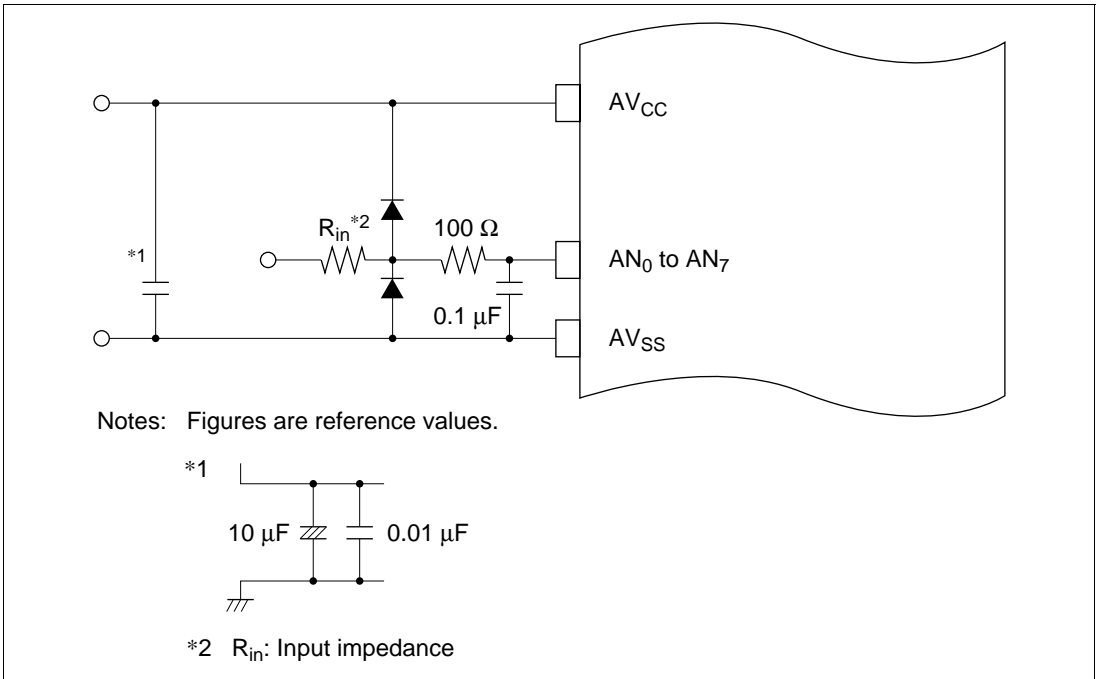 AVCC
Rin*2
100 Ω
*1
AN0 to AN7
0.1 μF
AVSS
Notes: Figures are reference values.
*1
10 μF
0.01 μF
*2 Rin: Input impedance